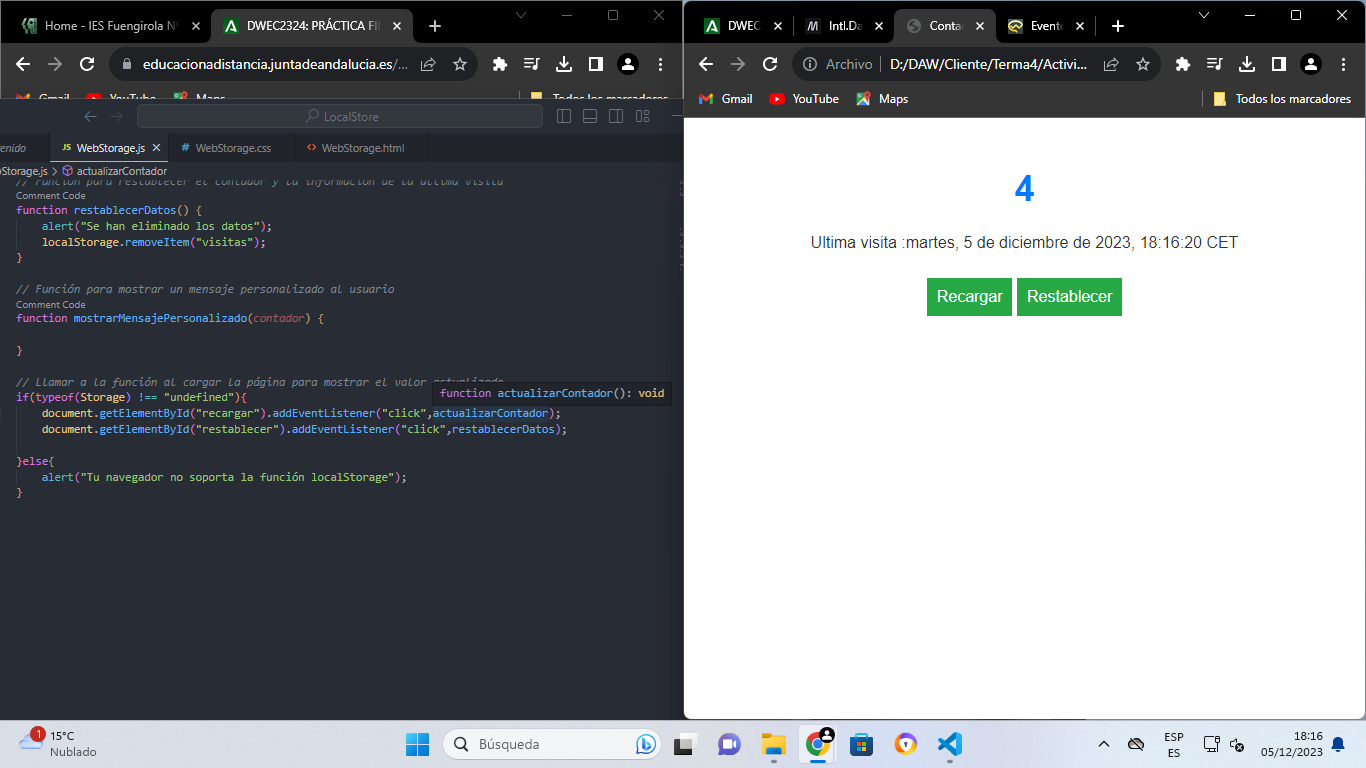 Home - IES Fuengirola Nº
DWEC2324: PRÁCTICA FI
educacionadistancia.juntadeandalucia.es/...
Gmail YouTube Maps Todos los marcadores
LocalStore
enido
JS WebStorage.js
# WebStorage.css
<> WebStorage.html
bStorage.js > actualizarContador
// Función para restablecer el contador y la información de la última visita
Comment Code
function restablecerDatos() {
alert("Se han eliminado los datos");
localStorage.removeItem("visitas");
}
// Función para mostrar un mensaje personalizado al usuario
Comment Code
function mostrarMensajePersonalizado(contador) {
}
// Llamar a la función al cargar la página para mostrar el valor actualizado
function actualizarContador(): void
if(typeof(Storage) !== "undefined"){
document.getElementById("recargar").addEventListener("click",actualizarContador);
document.getElementById("restablecer").addEventListener("click",restablecerDatos);
}else{
alert("Tu navegador no soporta la función localStorage");
}
DWEC
Intl.Da
Conta
Evento
Archivo D:/DAW/Cliente/Terma4/Activi...
Gmail YouTube Maps Todos los marcadores
4
Ultima visita :martes, 5 de diciembre de 2023, 18:16:20 CET
Recargar Restablecer
1
15°C
Nublado
Búsqueda
ESP
ES
18:16
05/12/2023